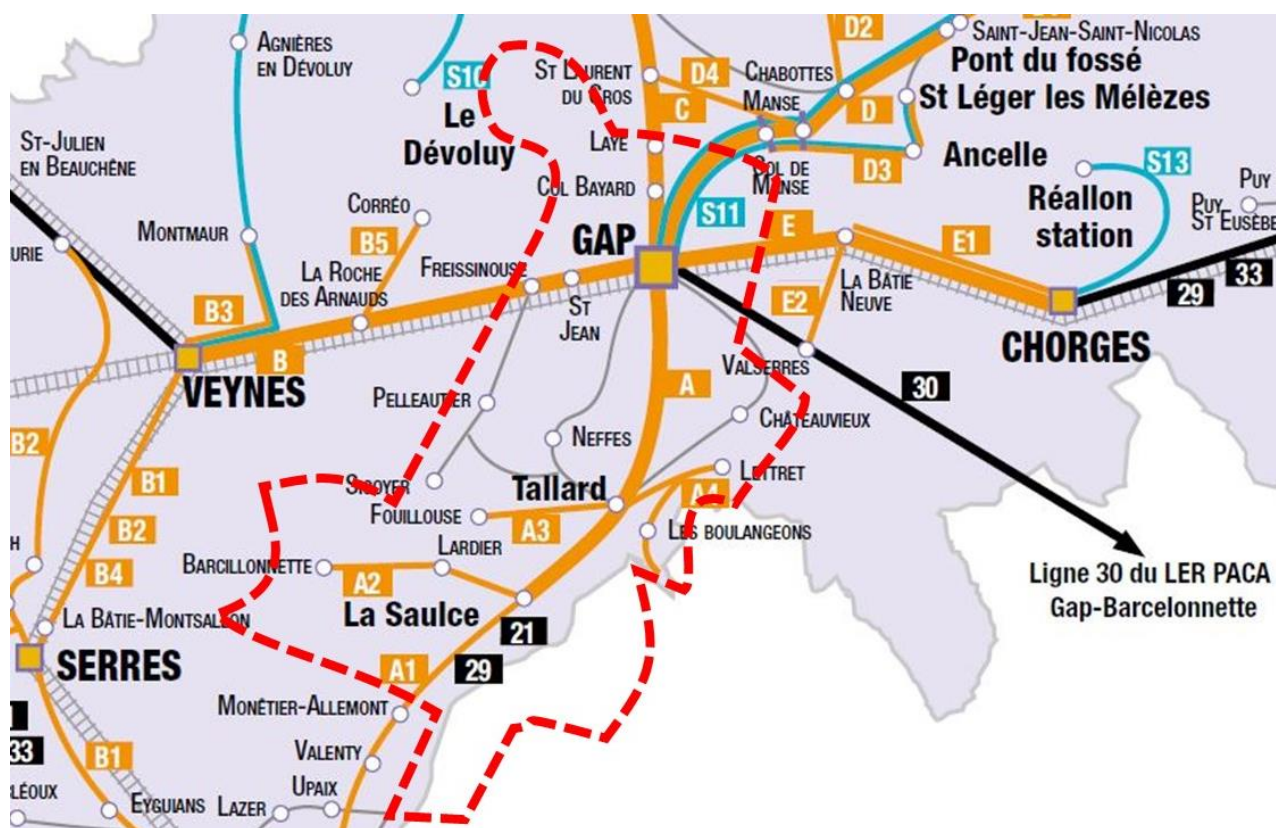 AGNIÈRES
EN DÉVOLUY
S10
Le
Dévoluy
ST LAURENT
DU CROS
D4
D2
C
CHABOTTES
MANSE
D
SAINT-JEAN-SAINT-NICOLAS
Pont du fossé
St Léger les Mélèzes
ST-JULIEN
EN BEAUCHÊNE
LAYE
COL DE
MANSE
D3
Ancelle
S13
COL BAYARD
S11
Réallon
station
PUY
PUY
ST EUSÈBE
CORRÉO
B5
MONTMAUR
GAP
E
E1
33
29
URIE
LA ROCHE
DES ARNAUDS
FREISSINOUSE
ST
JEAN
LA BÂTIE
NEUVE
E2
B3
B
VEYNES
CHORGES
VALSERRES
30
A
PELLEAUTIER
CHÂTEAUVIEUX
NEFFES
B2
B1
SIGOYER
Tallard
LETTRET
A4
FOUILLOUSE
A3
LES BOULANGEONS
B2
B4
H
BARCILLONNETTE
LARDIER
A2
La Saulce
Ligne 30 du LER PACA
Gap-Barcelonnette
LA BÂTIE-MONTSALEON
21
29
SERRES
A1
MONÊTIER-ALLEMONT
33
B1
VALENTY
UPAIX
LÉOUX
EYGUIANS
LAZER